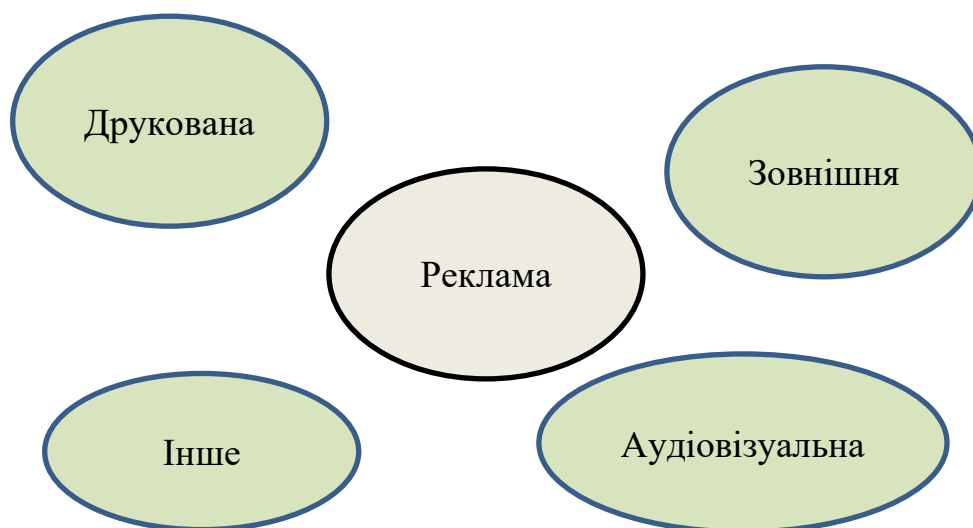 Друкована
Зовнішня
Реклама
Інше
Аудіовізуальна